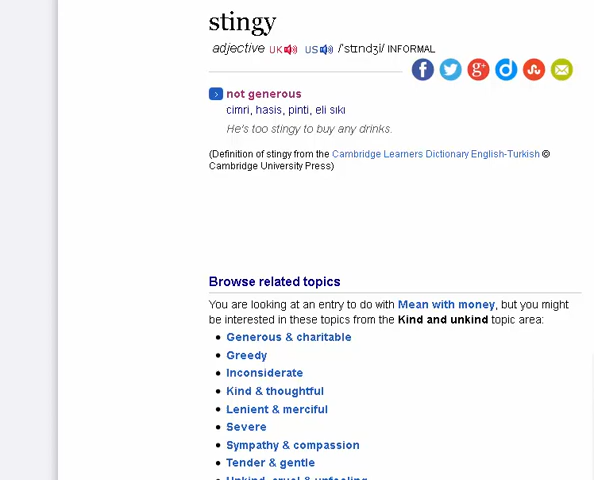 stingy
adjective UK US /ˈstɪndʒi/ INFORMAL
not generous
cimri, hasis, pinti, eli sıkı
He's too stingy to buy any drinks.
(Definition of stingy from the Cambridge Learners Dictionary English-Turkish ©
Cambridge University Press)
Browse related topics
You are looking at an entry to do with Mean with money, but you might
be interested in these topics from the Kind and unkind topic area:
• Generous & charitable
• Greedy
• Inconsiderate
• Kind & thoughtful
• Lenient & merciful
• Severe
• Sympathy & compassion
• Tender & gentle
• Unkind, cruel & unfeeling